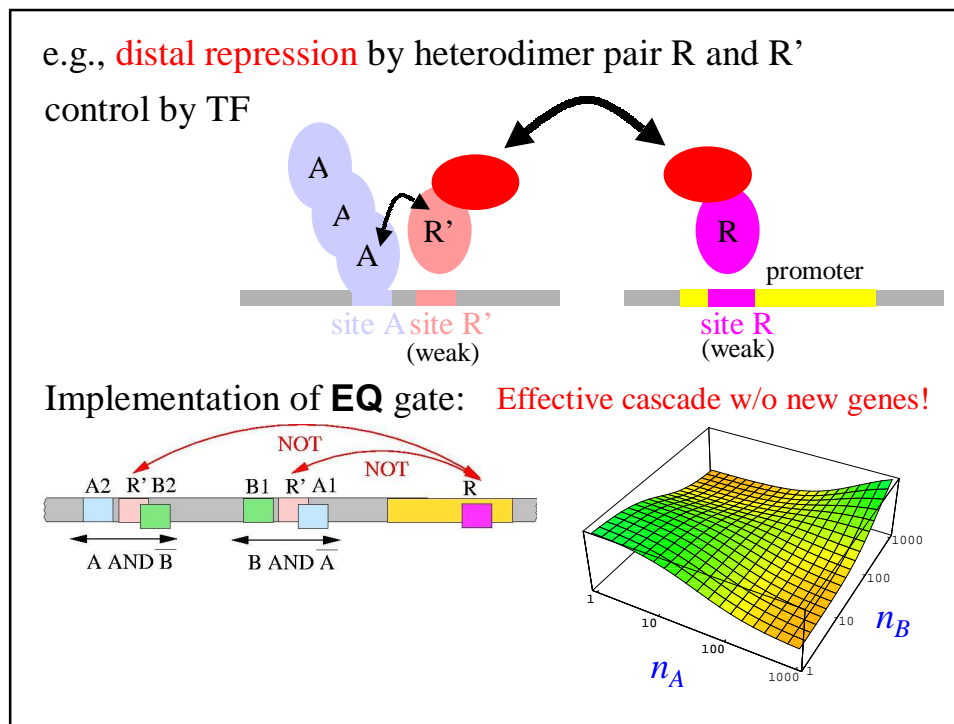 e.g., distal repression by heterodimer pair R and R’
control by TF
A
A
A
R’
R
promoter
site A site R’
site R
(weak)
(weak)
Implementation of EQ gate:
Effective cascade w/o new genes!
NOT
NOT
A2 R’ B2 B1 R’ A1 R
A AND B̅
B AND A̅
1
10
100
1000
1
10
100
1000
n_A
n_B